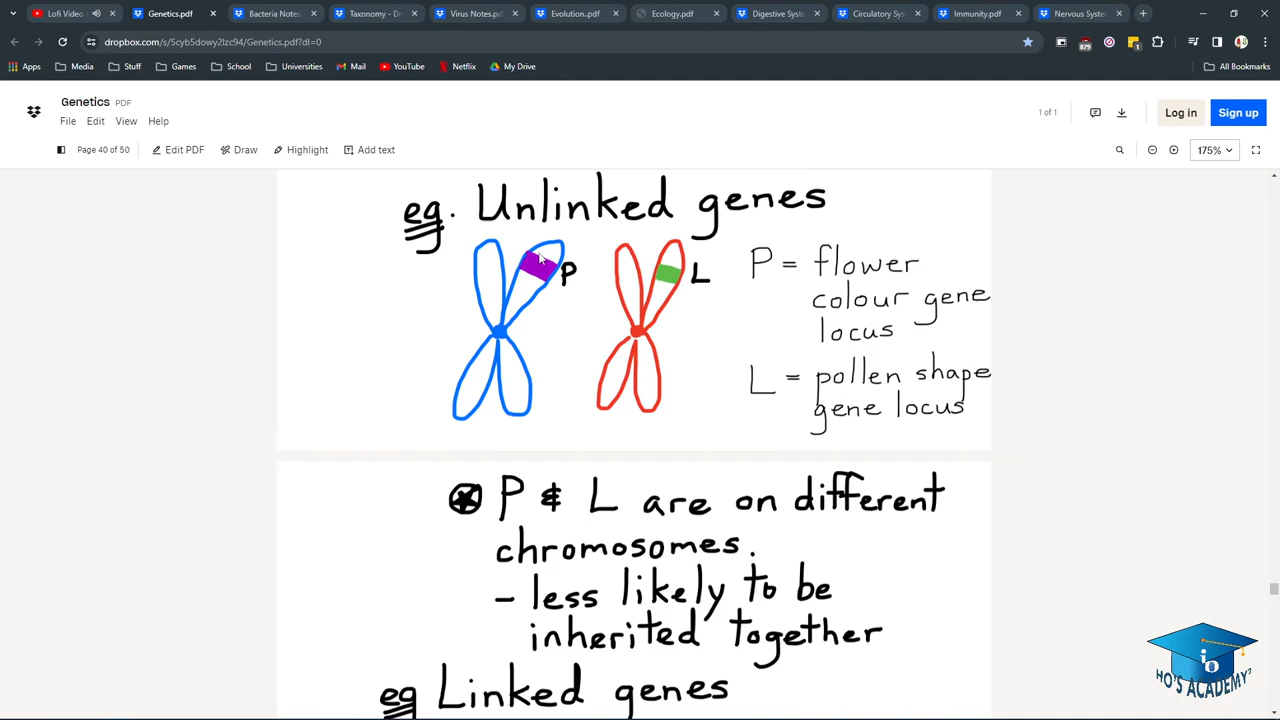 Lofi Video
Genetics.pdf
Bacteria Notes.
Taxonomy - D
Virus Notes.pdf
Evolution..pdf
Ecology.pdf
Digestive Syst
Circulatory Sys
Immunity.pdf
Nervous System
dropbox.com/s/5cyb5dowy2lzc94/Genetics.pdf?dl=0
879
Apps
Media
Stuff
Games
School
Universities
Mail
YouTube
Netflix
My Drive
All Bookmarks
Genetics PDF
File Edit View Help
1 of 1
Log in
Sign up
Page 40 of 50
Edit PDF
Draw
Highlight
Add text
175%
eg. Unlinked genes
P
L
P = flower
colour gene
locus
L = pollen shape
gene locus
P & L are on different
chromosomes.
- less likely to be
inherited together
eg Linked genes
HO'S ACADEMY